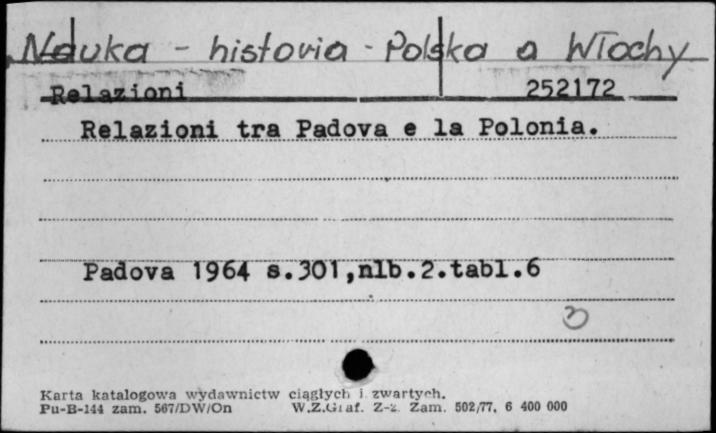 Nauka - historia - Polska a Włochy
Relazioni 252172
Relazioni tra Padova e la Polonia.
Padova 1964 s.301,nlb.2.tabl.6
3
Karta katalogowa wydawnictw ciągłych i zwartych.
Pu-B-144 zam. 567/DW/On W.Z.Graf. Z-z. Zam. 502/77. 6 400 000